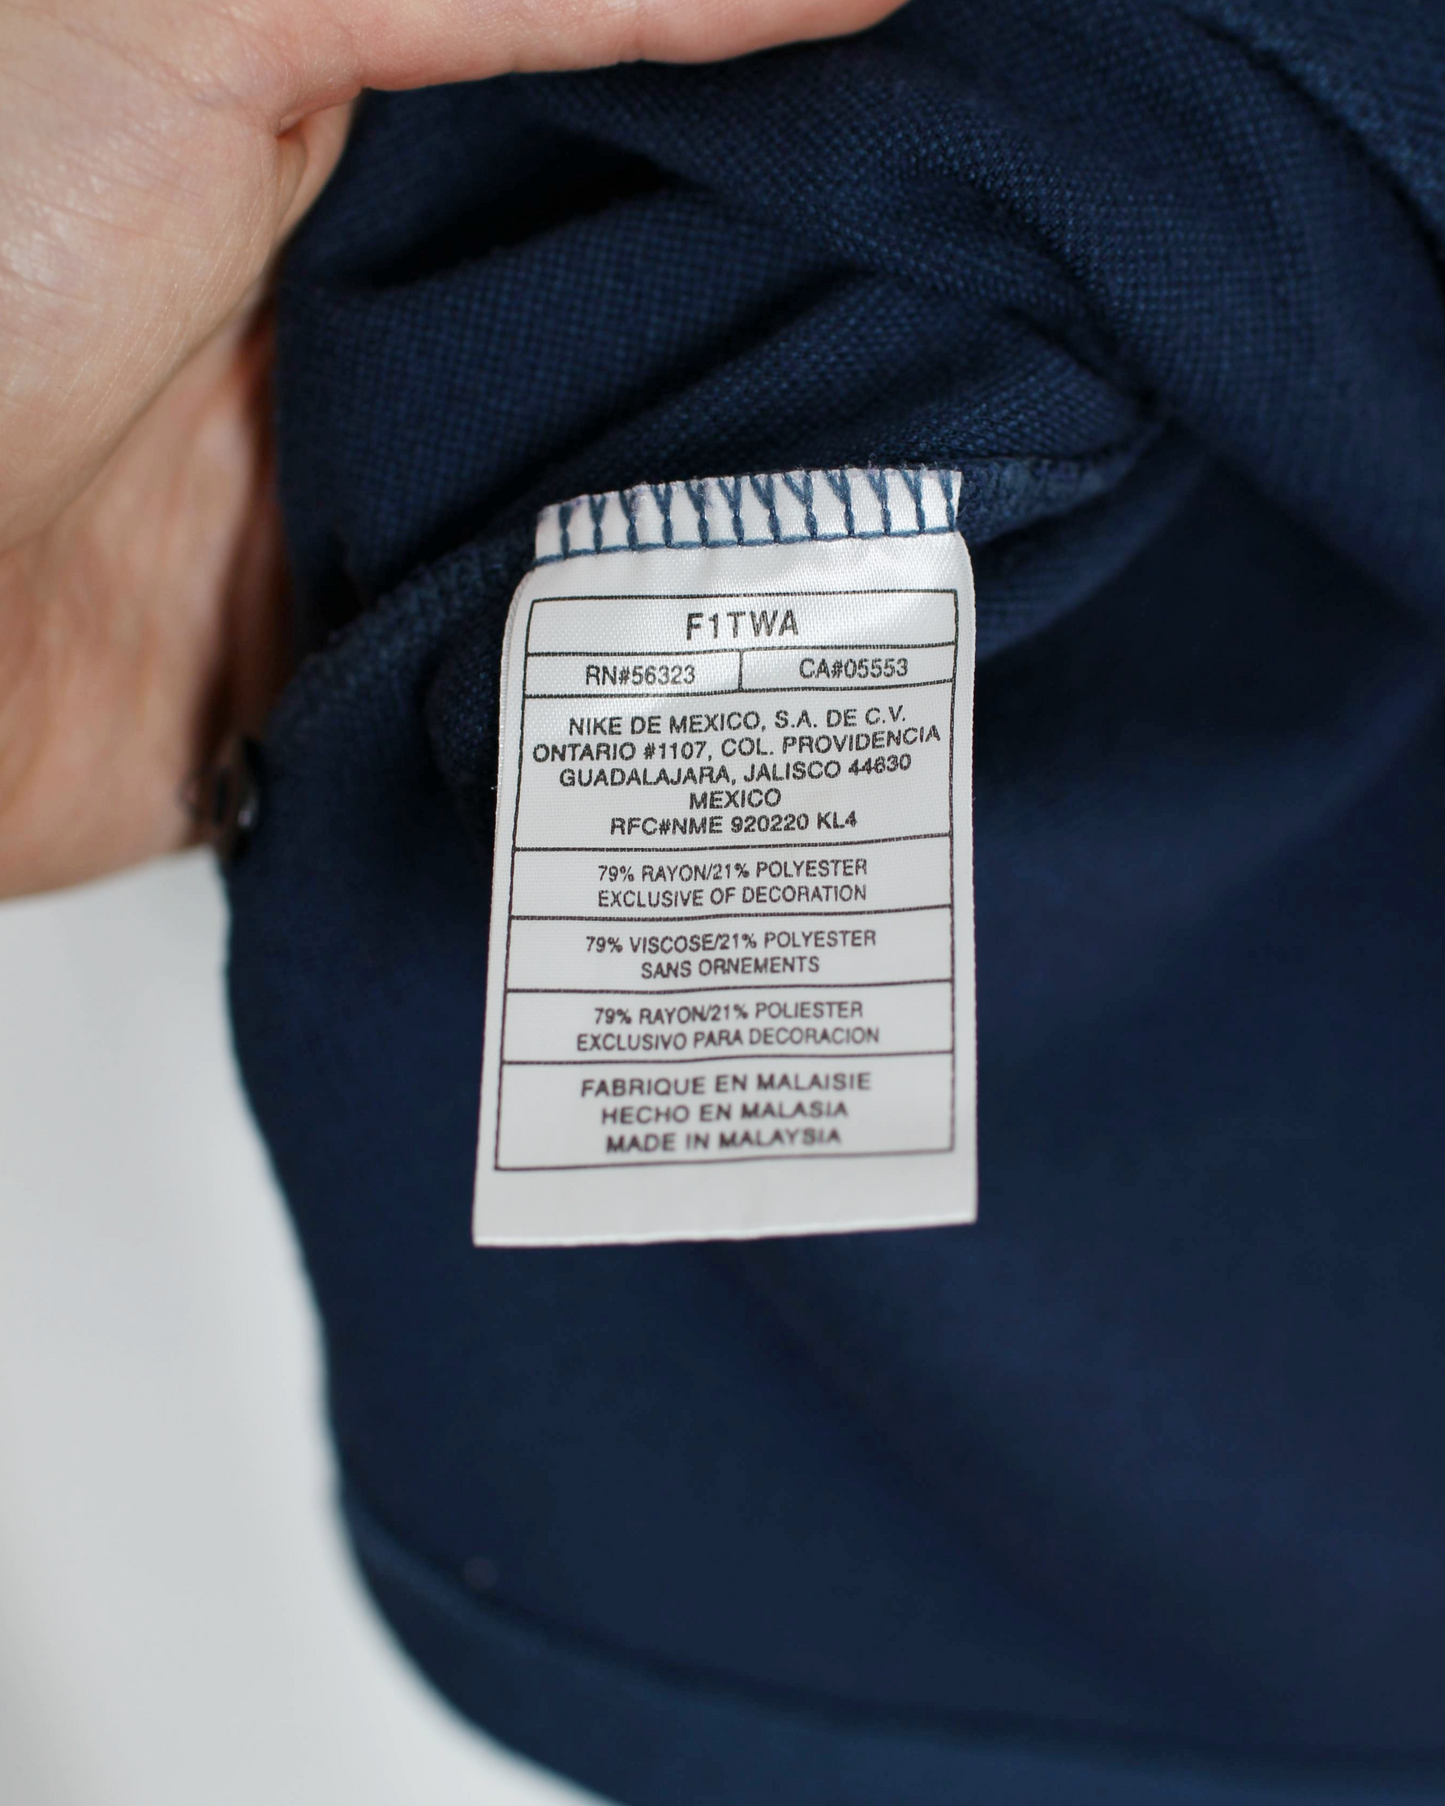 F1TWA
RN#56323 CA#05553
NIKE DE MEXICO, S.A. DE C.V.
ONTARIO #1107, COL. PROVIDENCIA
GUADALAJARA, JALISCO 44630
MEXICO
RFC#NME 920220 KL4
79% RAYON/21% POLYESTER
EXCLUSIVE OF DECORATION
79% VISCOSE/21% POLYESTER
SANS ORNEMENTS
79% RAYON/21% POLIESTER
EXCLUSIVO PARA DECORACION
FABRIQUE EN MALAISIE
HECHO EN MALASIA
MADE IN MALAYSIA